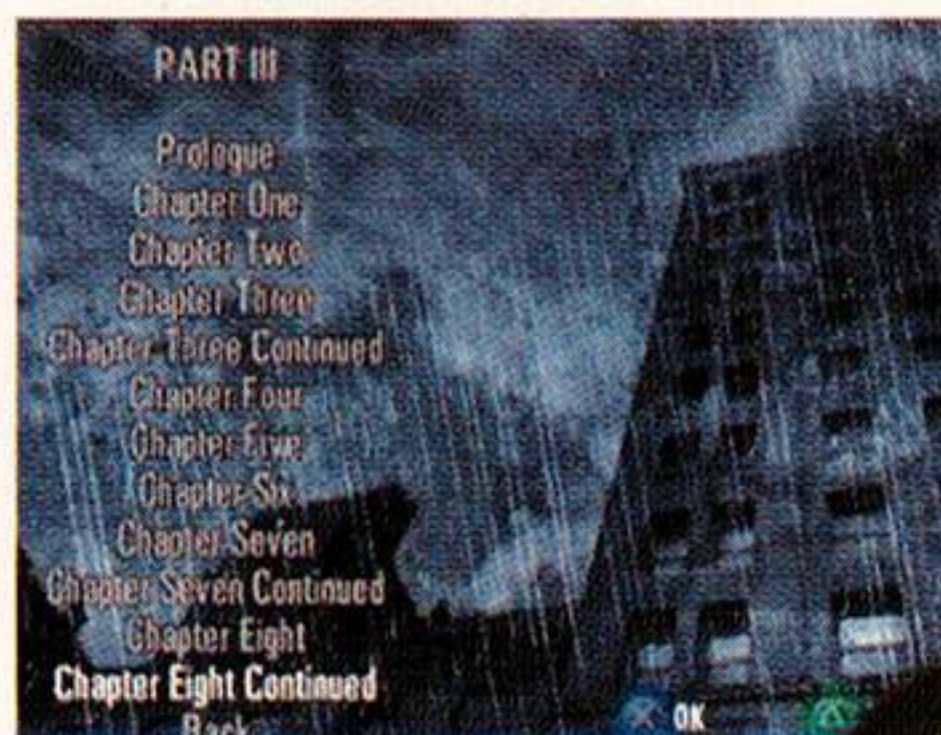 PART III
Prologue
Chapter One
Chapter Two
Chapter Three
Chapter Three Continued
Chapter Four
Chapter Five
Chapter Six
Chapter Seven
Chapter Seven Continued
Chapter Eight
Chapter Eight Continued
Back
OK